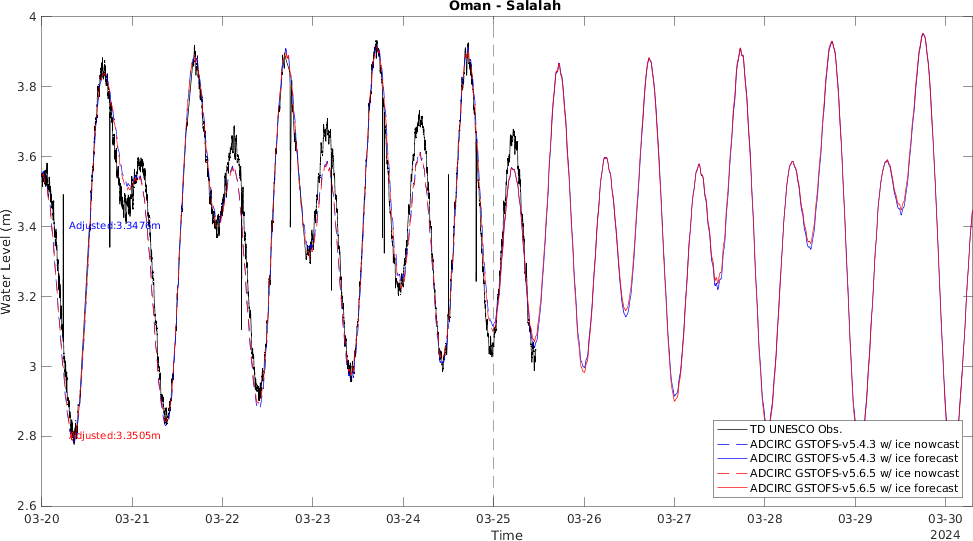 Oman - Salalah
4
3.8
3.6
3.4
3.2
3
2.8
2.6
Water Level (m)
Adjusted:3.3476m
Adjusted:3.3505m
TD UNESCO Obs.
ADCIRC GSTOFS-v5.4.3 w/ ice nowcast
ADCIRC GSTOFS-v5.4.3 w/ ice forecast
ADCIRC GSTOFS-v5.6.5 w/ ice nowcast
ADCIRC GSTOFS-v5.6.5 w/ ice forecast
03-20 03-21 03-22 03-23 03-24 03-25 03-26 03-27 03-28 03-29 03-30
2024
Time